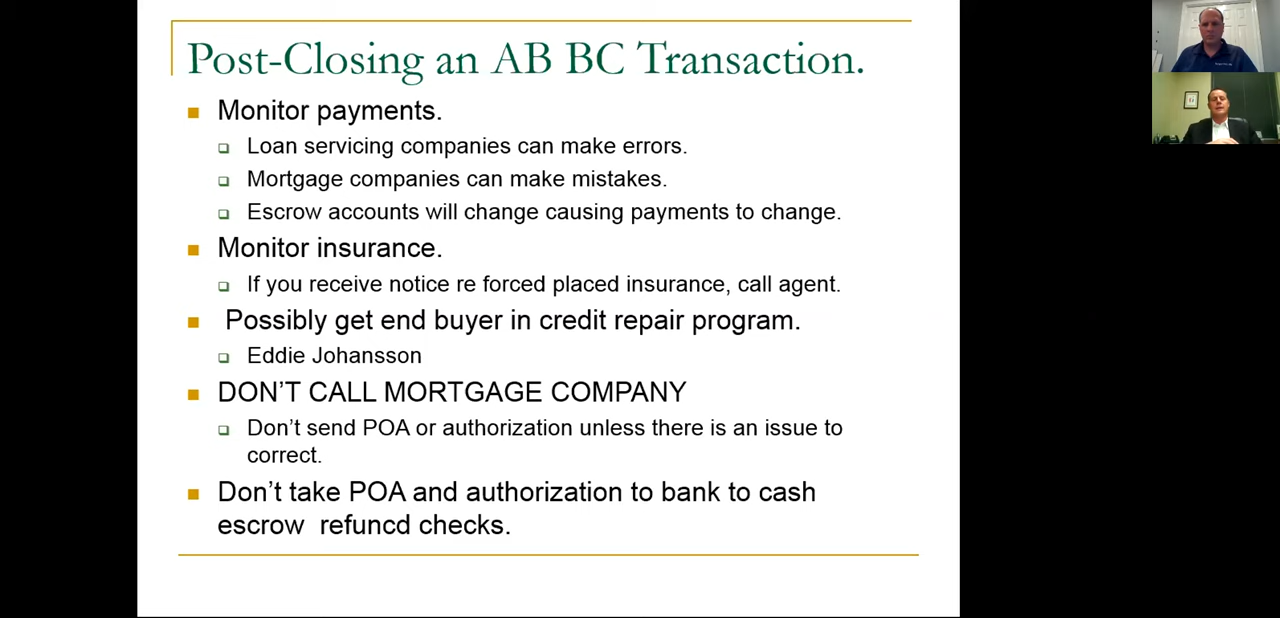 Post-Closing an AB BC Transaction.
Monitor payments.
Loan servicing companies can make errors.
Mortgage companies can make mistakes.
Escrow accounts will change causing payments to change.
Monitor insurance.
If you receive notice re forced placed insurance, call agent.
Possibly get end buyer in credit repair program.
Eddie Johansson
DON'T CALL MORTGAGE COMPANY
Don't send POA or authorization unless there is an issue to
correct.
Don't take POA and authorization to bank to cash
escrow refuncd checks.